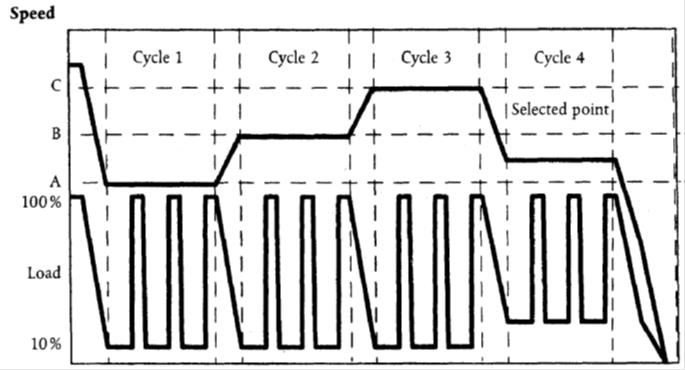 Speed
Cycle 1 Cycle 2 Cycle 3 Cycle 4
C
Selected point
B
A
100%
Load
10%